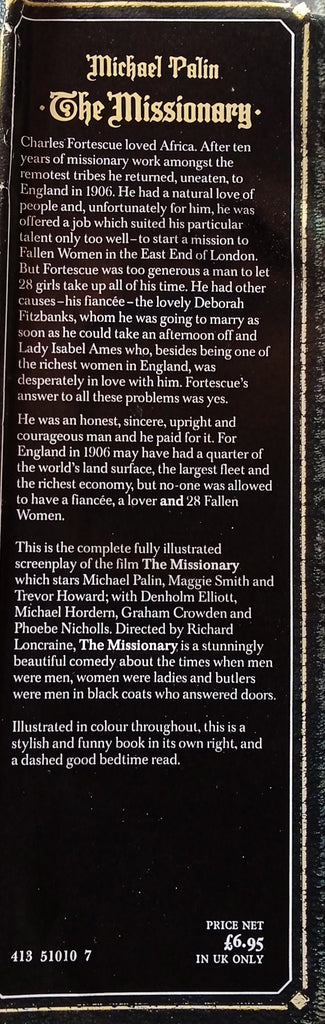 Michael Palin
·The Missionary·
Charles Fortescue loved Africa. After ten
years of missionary work amongst the
remotest tribes he returned, uneaten, to
England in 1906. He had a natural love of
people and, unfortunately for him, he was
offered a job which suited his particular
talent only too well – to start a mission to
Fallen Women in the East End of London.
But Fortescue was too generous a man to let
28 girls take up all of his time. He had other
causes – his fiancée – the lovely Deborah
Fitzbanks, whom he was going to marry as
soon as he could take an afternoon off and
Lady Isabel Ames who, besides being one of
the richest women in England, was
desperately in love with him. Fortescue's
answer to all these problems was yes.
He was an honest, sincere, upright and
courageous man and he paid for it. For
England in 1906 may have had a quarter of
the world's land surface, the largest fleet and
the richest economy, but no-one was allowed
to have a fiancée, a lover and 28 Fallen
Women.
This is the complete fully illustrated
screenplay of the film The Missionary
which stars Michael Palin, Maggie Smith and
Trevor Howard; with Denholm Elliott,
Michael Hordern, Graham Crowden and
Phoebe Nicholls. Directed by Richard
Loncraine, The Missionary is a stunningly
beautiful comedy about the times when men
were men, women were ladies and butlers
were men in black coats who answered doors.
Illustrated in colour throughout, this is a
stylish and funny book in its own right, and
a dashed good bedtime read.
PRICE NET
£6.95
413 51010 7
IN UK ONLY